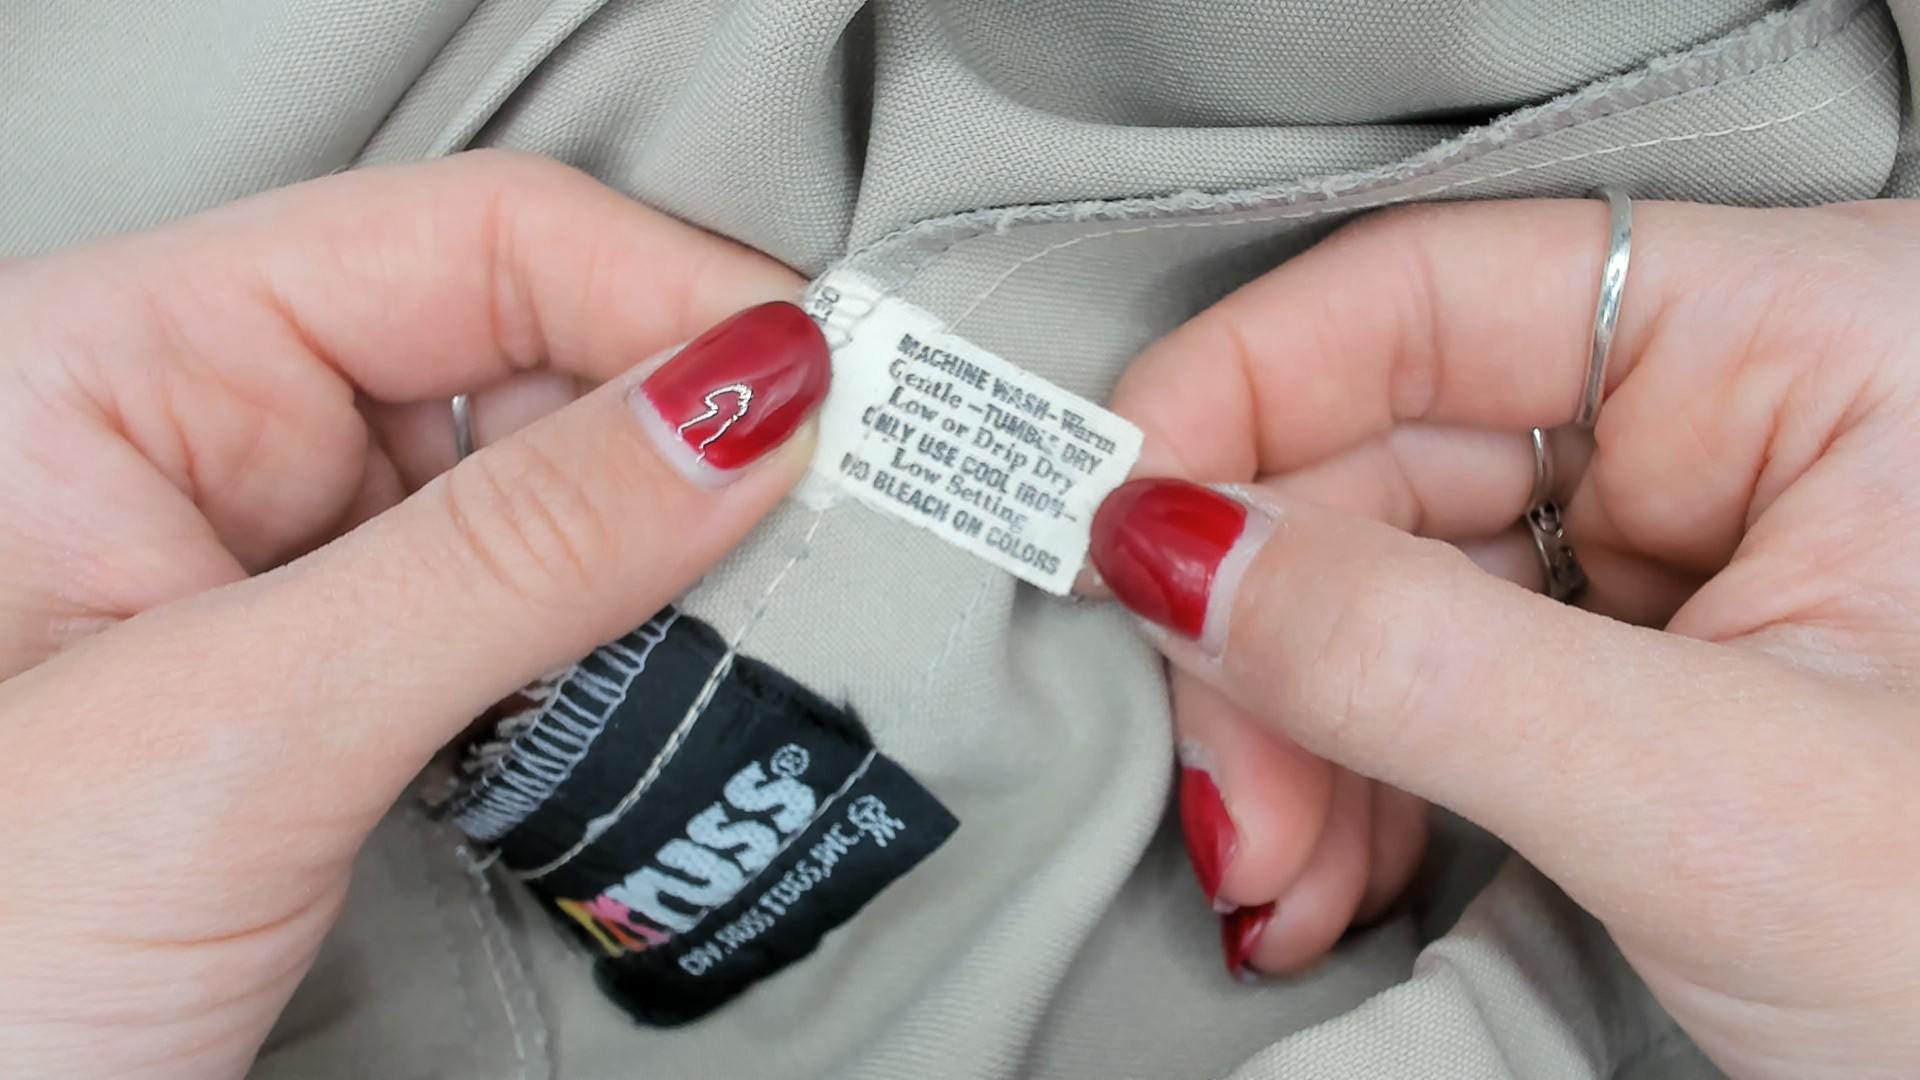 MACHINE WASH-Warm
Gentle-TUMBLE DRY
Low or Drip Dry
ONLY USE COOL IRON-
Low Setting
NO BLEACH ON COLORS
RUSS®
DIV. RUSS TOGS, INC.